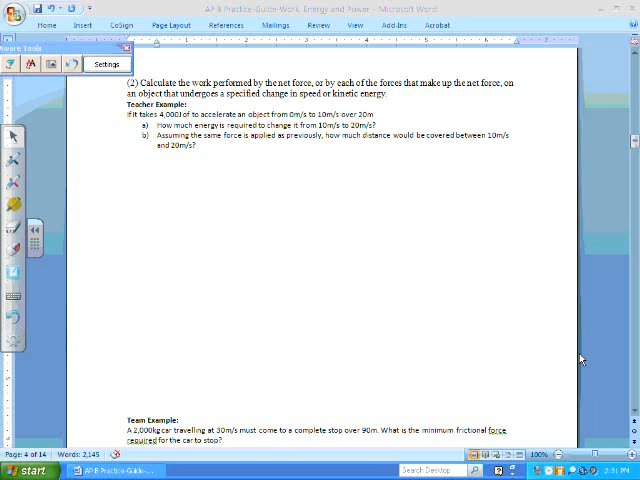 AP B Practice-Guide-Work, Energy and Power - Microsoft Word
Home Insert CoSign Page Layout References Mailings Review View Add-Ins Acrobat
Aware Tools
Settings
(2) Calculate the work performed by the net force, or by each of the forces that make up the net force, on
an object that undergoes a specified change in speed or kinetic energy.
Teacher Example:
If it takes 4,000J of to accelerate an object from 0m/s to 10m/s over 20m
a) How much energy is required to change it from 10m/s to 20m/s?
b) Assuming the same force is applied as previously, how much distance would be covered between 10m/s
and 20m/s?
Team Example:
A 2,000kg car travelling at 30m/s must come to a complete stop over 90m. What is the minimum frictional force
required for the car to stop?
Page: 4 of 14 Words: 2,145 100%
start AP B Practice-Guide-... Search Desktop 2:31 PM